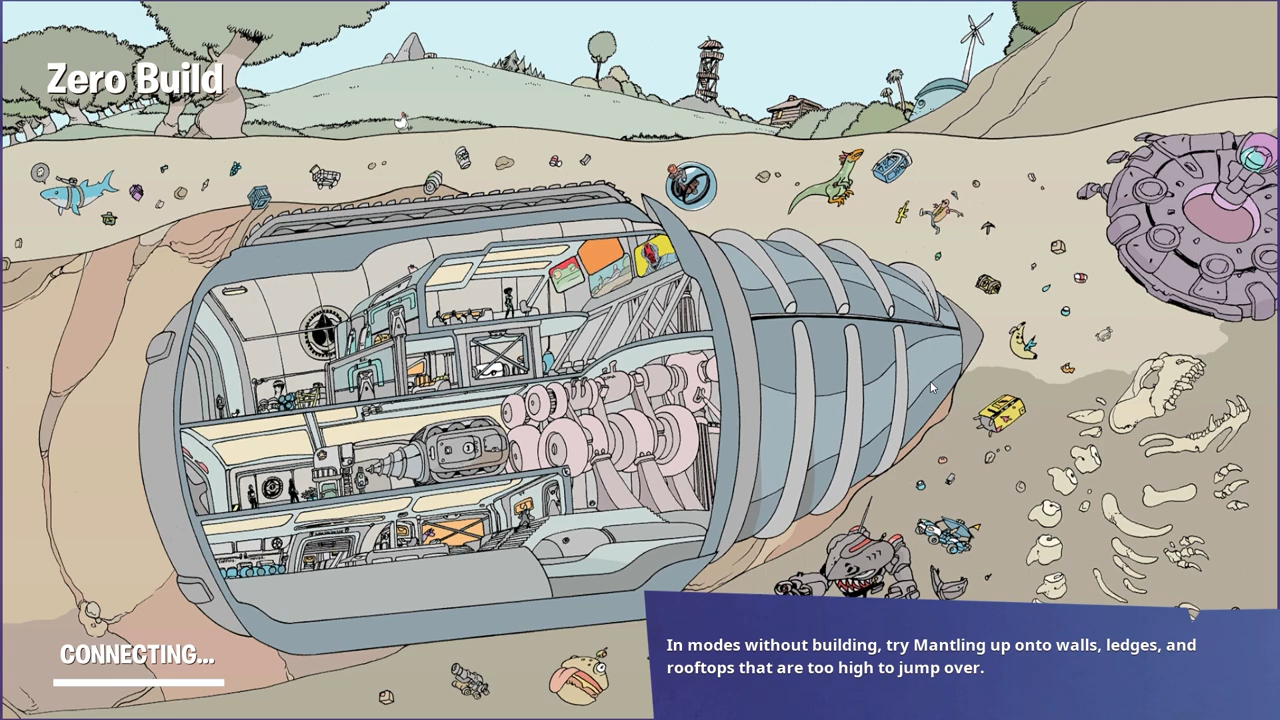 Zero Build
CONNECTING...
In modes without building, try Mantling up onto walls, ledges, and
rooftops that are too high to jump over.